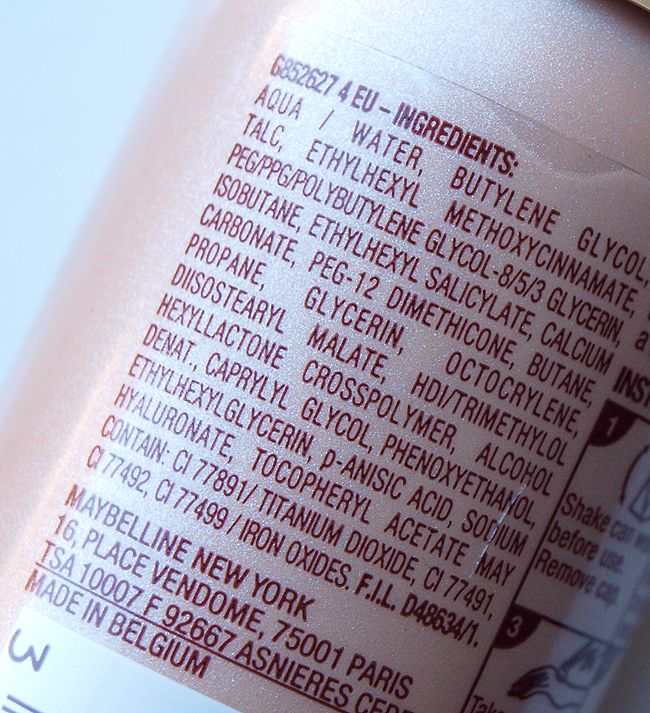 G852627 4 EU – INGREDIENTS:
AQUA / WATER, BUTYLENE GLYCOL,
TALC, ETHYLHEXYL METHOXYCINNAMATE,
PEG/PPG/POLYBUTYLENE GLYCOL-8/5/3 GLYCERIN,
ISOBUTANE, ETHYLHEXYL SALICYLATE, CALCIUM
CARBONATE, PEG-12 DIMETHICONE, BUTANE,
PROPANE, GLYCERIN, OCTOCRYLENE,
DIISOSTEARYL MALATE, HDI/TRIMETHYLOL
HEXYLLACTONE CROSSPOLYMER, ALCOHOL
DENAT., CAPRYLYL GLYCOL, PHENOXYETHANOL,
ETHYLHEXYLGLYCERIN, p-ANISIC ACID, SODIUM
HYALURONATE, TOCOPHERYL ACETATE MAY
CONTAIN: CI 77891 / TITANIUM DIOXIDE, CI 77491,
CI 77492, CI 77499 / IRON OXIDES. F.I.L. D48634/1.
MAYBELLINE NEW YORK
16, PLACE VENDOME, 75001 PARIS
TSA 10007 F 92667 ASNIERES
MADE IN BELGIUM
3
1
Shake can
before use.
Remove cap.
3